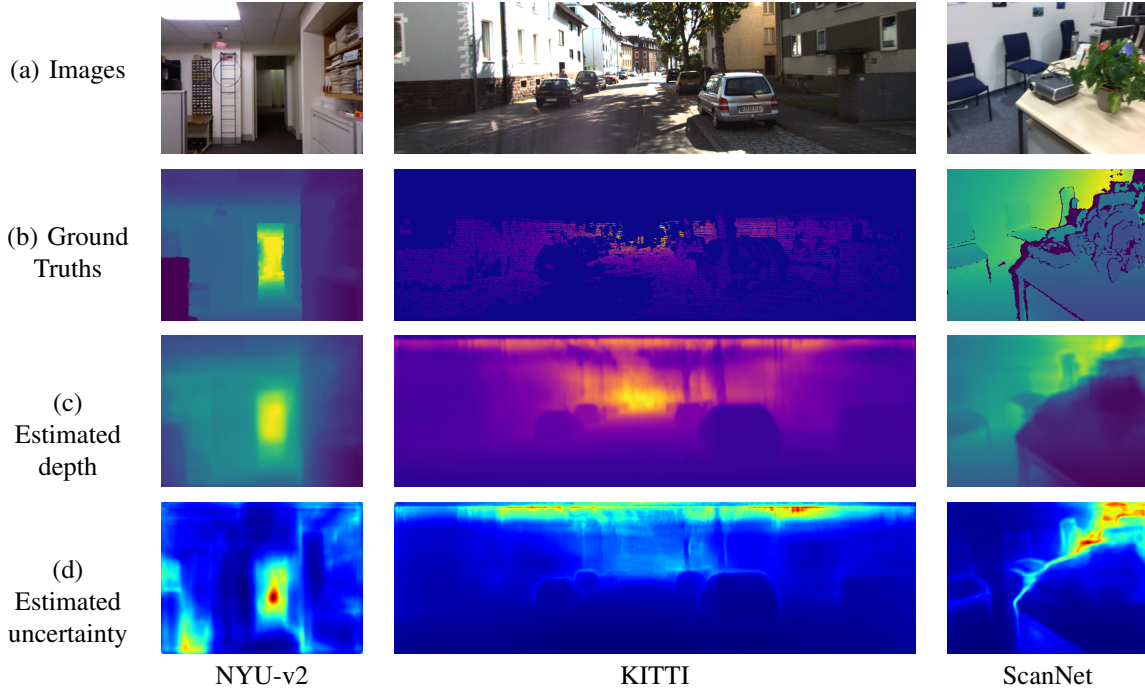 (a) Images
(b) Ground
Truths
(c)
Estimated
depth
(d)
Estimated
uncertainty
NYU-v2
KITTI
ScanNet